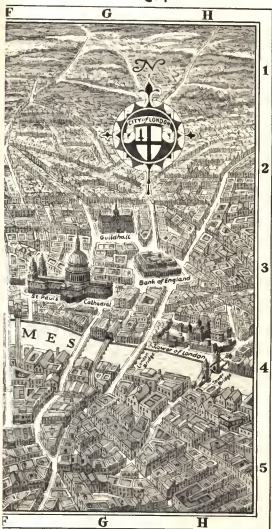 F G H
1
N
CITY of LONDON
2
Guildhall
3
Bank of England
St Paul's
Cathedral
MES
Tower of London
4
5
F G H